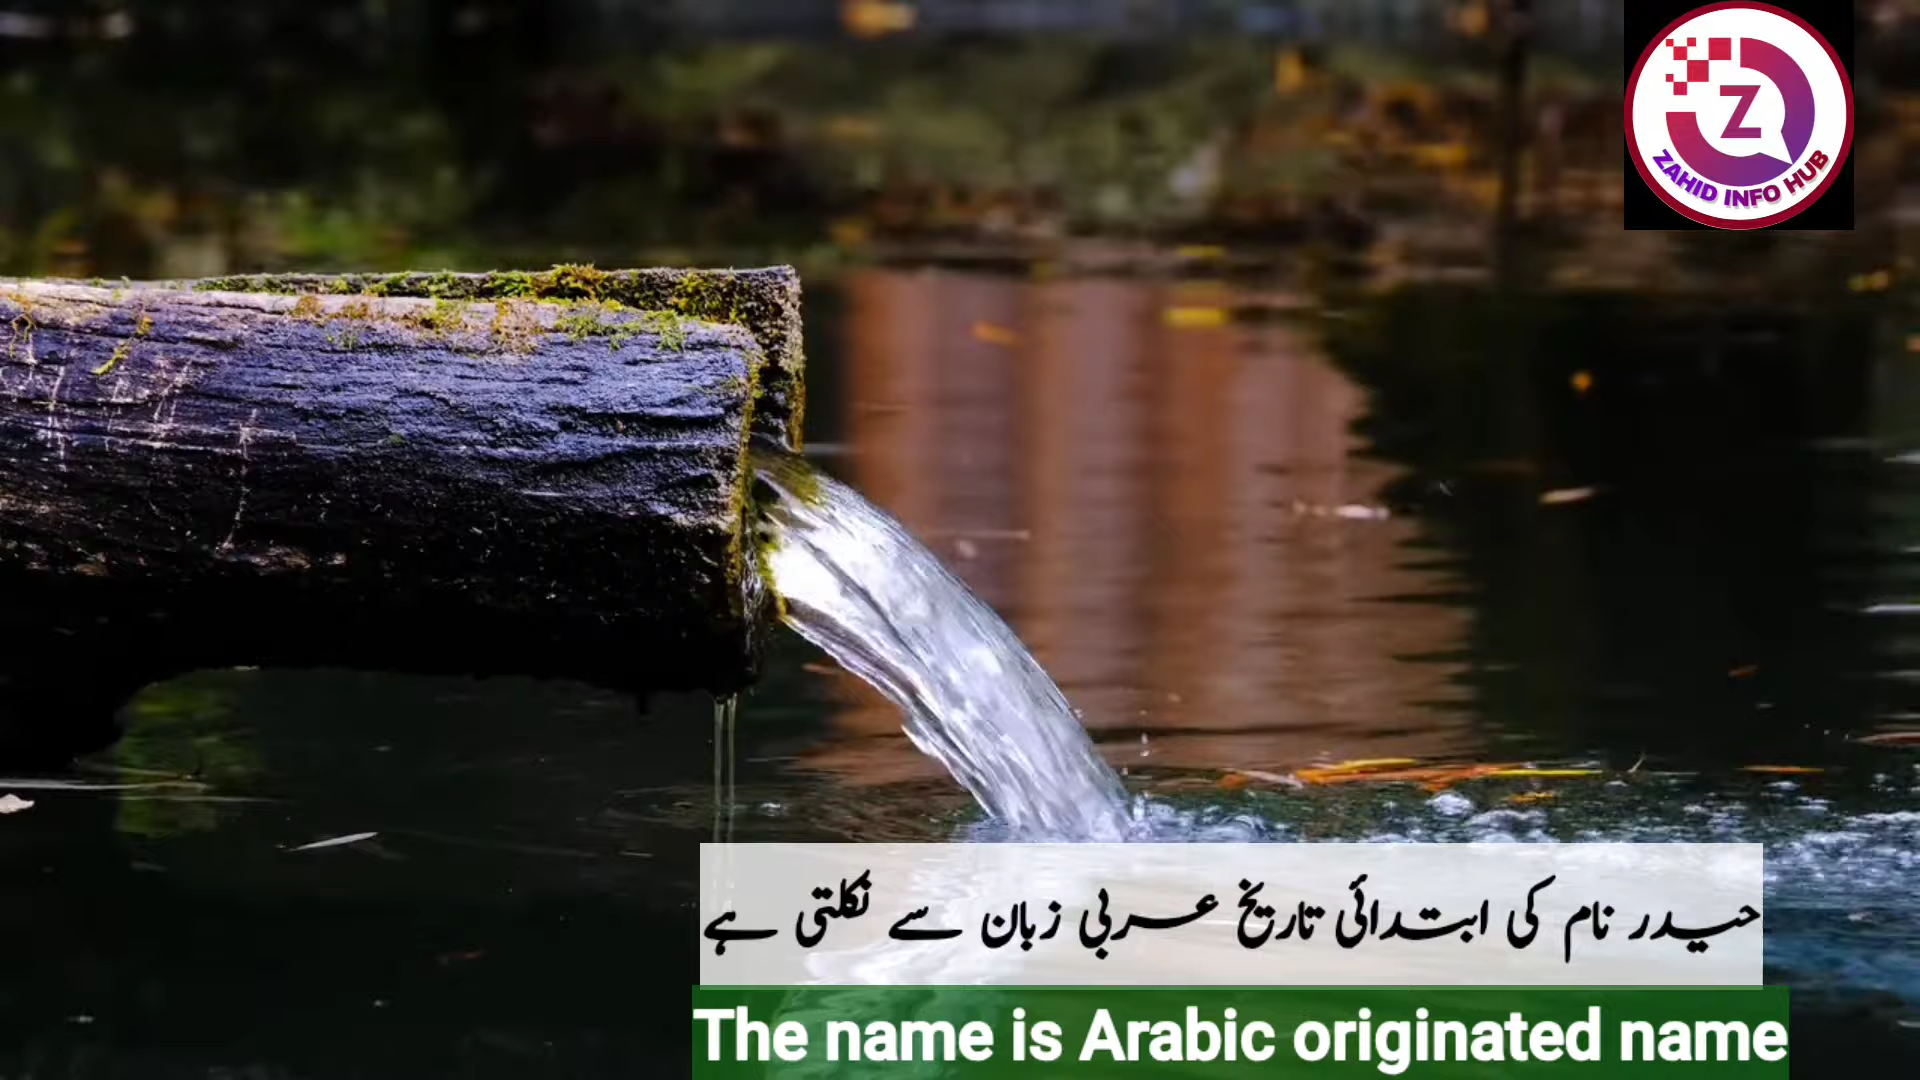 Z
ZAHID INFO HUB
حیدر نام کی ابتدائی تاریخ عربی زبان سے نکلتی ہے
The name is Arabic originated name